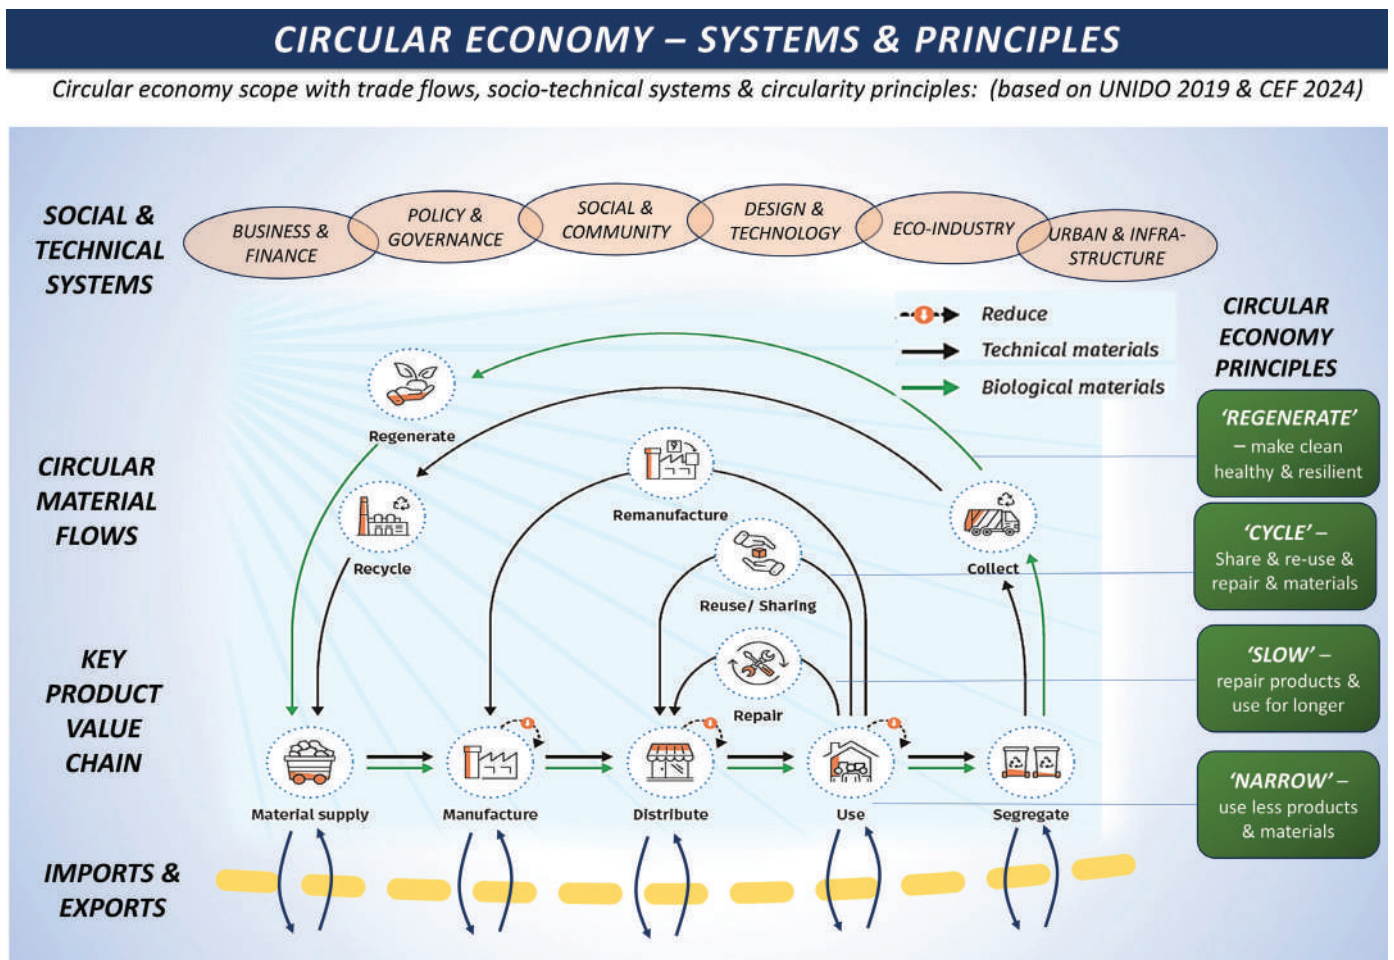 CIRCULAR ECONOMY – SYSTEMS & PRINCIPLES
Circular economy scope with trade flows, socio-technical systems & circularity principles: (based on UNIDO 2019 & CEF 2024)
SOCIAL &
TECHNICAL
SYSTEMS
BUSINESS &
FINANCE
POLICY &
GOVERNANCE
SOCIAL &
COMMUNITY
DESIGN &
TECHNOLOGY
ECO-INDUSTRY
URBAN & INFRA-
STRUCTURE
Reduce
Technical materials
Biological materials
CIRCULAR
ECONOMY
PRINCIPLES
‘REGENERATE’
– make clean
healthy & resilient
‘CYCLE’ –
Share & re-use &
repair & materials
‘SLOW’ –
repair products &
use for longer
‘NARROW’ –
use less products
& materials
CIRCULAR
MATERIAL
FLOWS
Regenerate
Recycle
Remanufacture
Reuse/ Sharing
Repair
Collect
KEY
PRODUCT
VALUE
CHAIN
Material supply
Manufacture
Distribute
Use
Segregate
IMPORTS &
EXPORTS